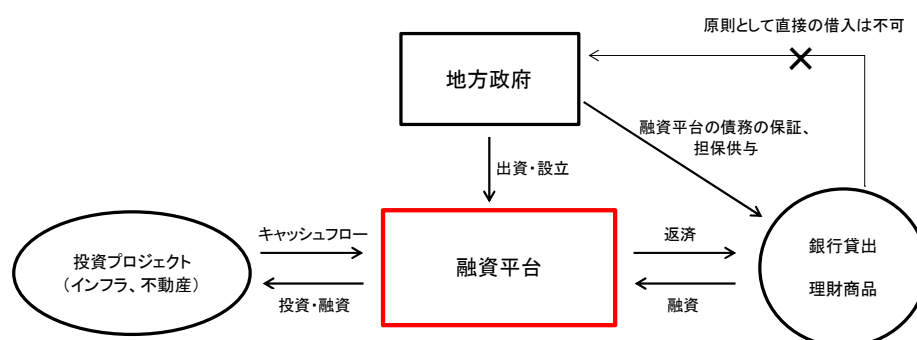 原則として直接の借入は不可
地方政府
融資平台の債務の保証、
担保供与
出資・設立
キャッシュフロー
返済
投資プロジェクト
（インフラ、不動産）
融資平台
銀行貸出
理財商品
投資・融資
融資